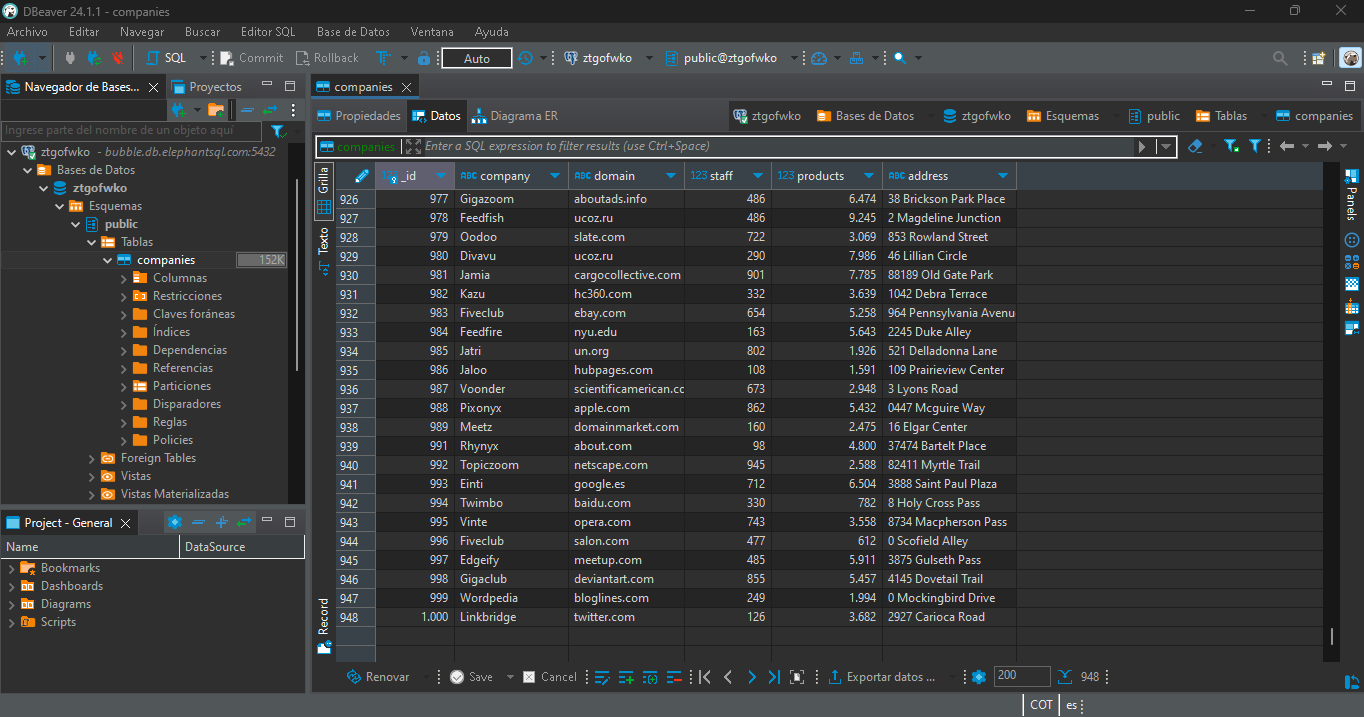 DBeaver 24.1.1 - companies
Archivo Editar Navegar Buscar Editor SQL Base de Datos Ventana Ayuda
SQL Commit Rollback Auto ztgofwko public@ztgofwko
Navegador de Bases... Proyectos
Ingrese parte del nombre de un objeto aquí
ztgofwko - bubble.db.elephantsql.com:5432
Bases de Datos
ztgofwko
Esquemas
public
Tablas
companies 152K
Columnas
Restricciones
Claves foráneas
Índices
Dependencias
Referencias
Particiones
Disparadores
Reglas
Policies
Foreign Tables
Vistas
Vistas Materializadas
Project - General
Name DataSource
Bookmarks
Dashboards
Diagrams
Scripts
companies
Propiedades Datos Diagrama ER ztgofwko Bases de Datos ztgofwko Esquemas public Tablas companies
companies Enter a SQL expression to filter results (use Ctrl+Space)
Grilla
Texto
Record
123 _id ABC company ABC domain 123 staff 123 products ABC address
926 977 Gigazoom aboutads.info 486 6.474 38 Brickson Park Place
927 978 Feedfish ucoz.ru 486 9.245 2 Magdeline Junction
928 979 Oodoo slate.com 722 3.069 853 Rowland Street
929 980 Divavu ucoz.ru 290 7.986 46 Lillian Circle
930 981 Jamia cargocollective.com 901 7.785 88189 Old Gate Park
931 982 Kazu hc360.com 332 3.639 1042 Debra Terrace
932 983 Fiveclub ebay.com 654 5.258 964 Pennsylvania Avenu
933 984 Feedfire nyu.edu 163 5.643 2245 Duke Alley
934 985 Jatri un.org 802 1.926 521 Delladonna Lane
935 986 Jaloo hubpages.com 108 1.591 109 Prairieview Center
936 987 Voonder scientificamerican.cc 673 2.948 3 Lyons Road
937 988 Pixonyx apple.com 862 5.432 0447 Mcguire Way
938 989 Meetz domainmarket.com 160 2.475 16 Elgar Center
939 991 Rhynyx about.com 98 4.800 37474 Bartelt Place
940 992 Topiczoom netscape.com 945 2.588 82411 Myrtle Trail
941 993 Einti google.es 712 6.504 3888 Saint Paul Plaza
942 994 Twimbo baidu.com 330 782 8 Holy Cross Pass
943 995 Vinte opera.com 743 3.558 8734 Macpherson Pass
944 996 Fiveclub salon.com 477 612 0 Scofield Alley
945 997 Edgeify meetup.com 485 5.911 3875 Gulseth Pass
946 998 Gigaclub deviantart.com 855 5.457 4145 Dovetail Trail
947 999 Wordpedia bloglines.com 249 1.994 0 Mockingbird Drive
948 1.000 Linkbridge twitter.com 126 3.682 2927 Carioca Road
Panels
Renovar Save Cancel Exportar datos ... 200 948
COT es